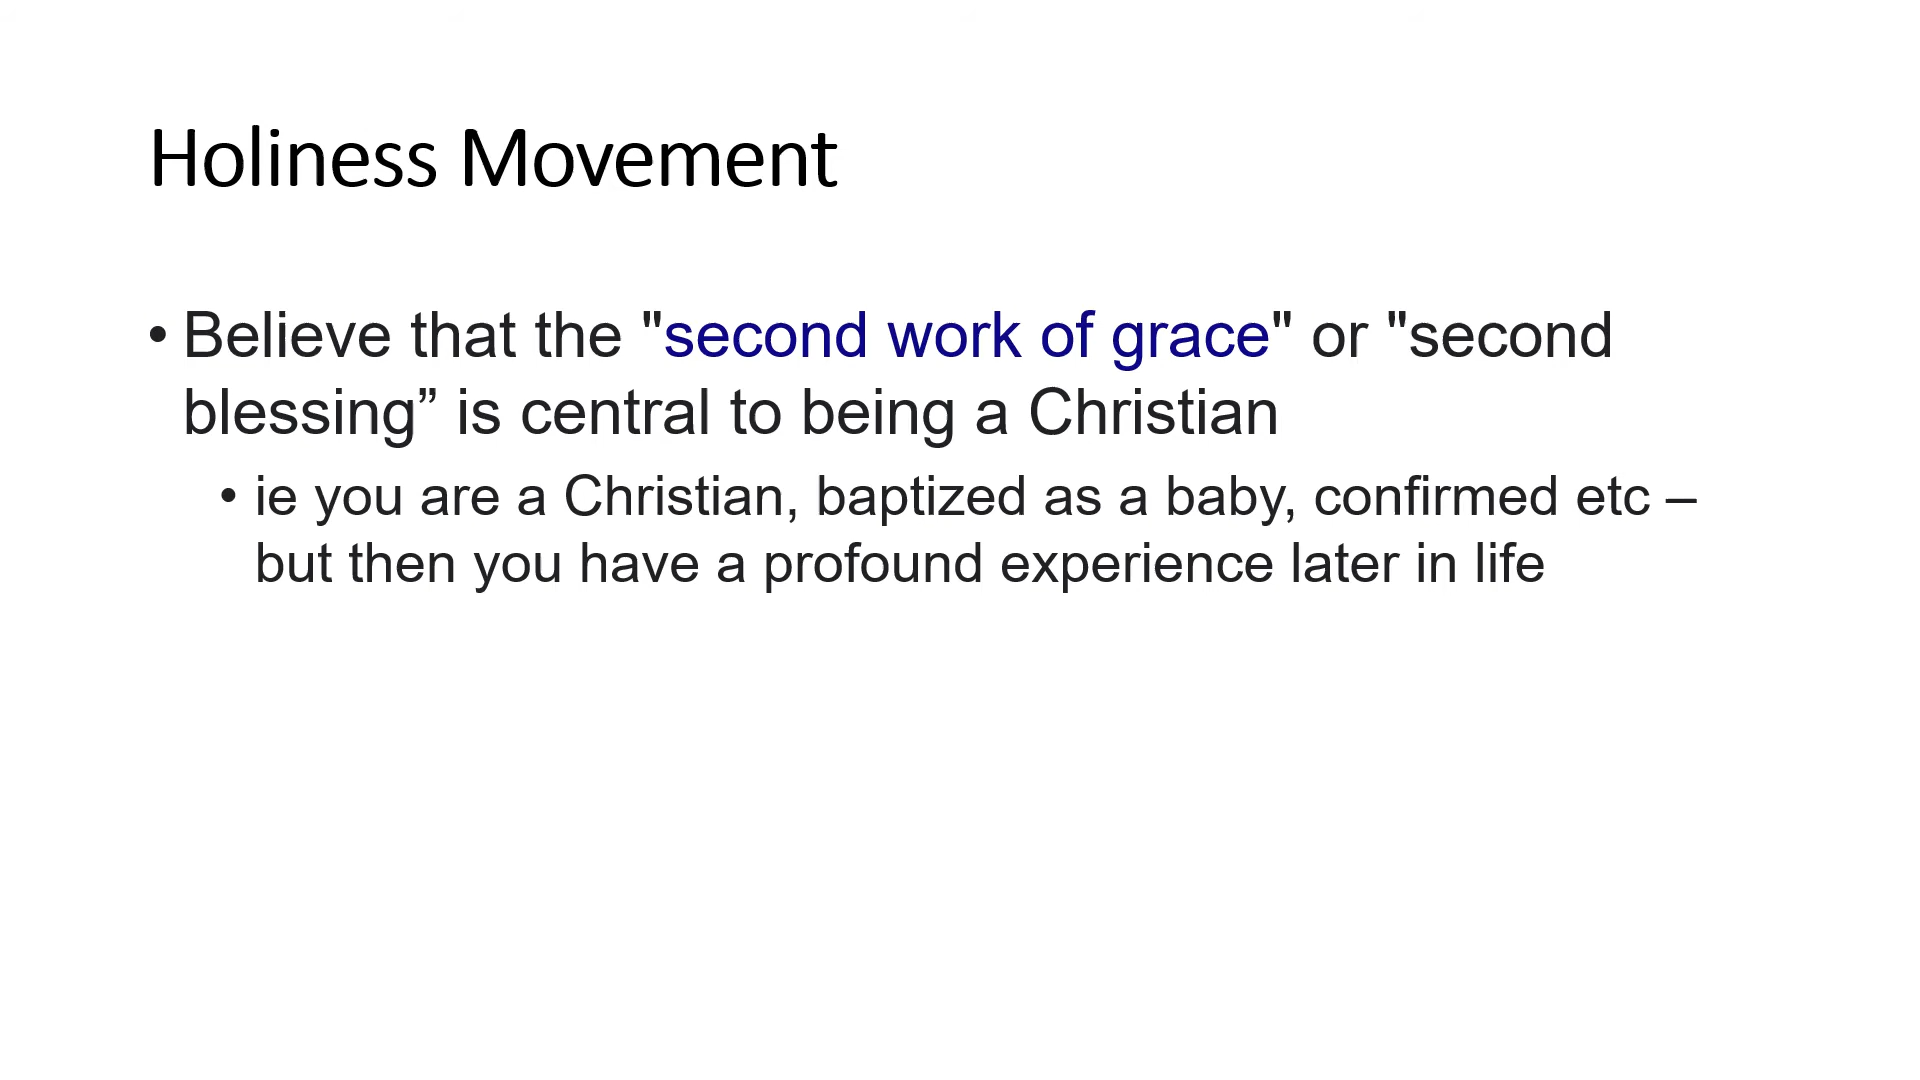 Holiness Movement
• Believe that the "second work of grace" or "second
blessing” is central to being a Christian
• ie you are a Christian, baptized as a baby, confirmed etc –
but then you have a profound experience later in life